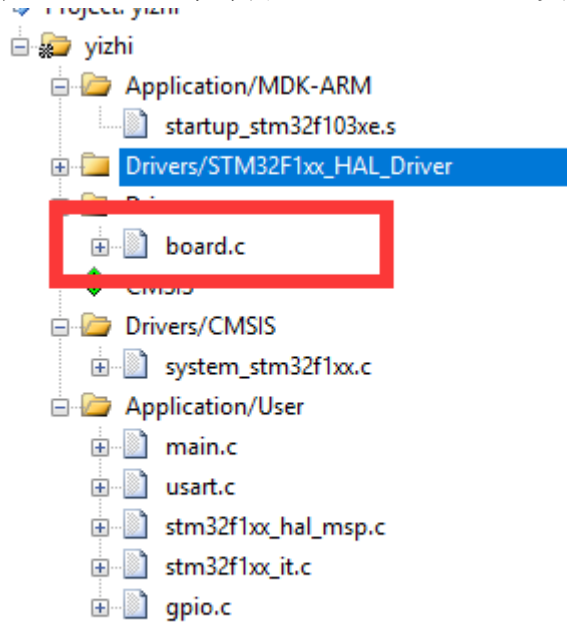 yizhi
Application/MDK-ARM
startup_stm32f103xe.s
Drivers/STM32F1xx_HAL_Driver
board.c
CMSIS
Drivers/CMSIS
system_stm32f1xx.c
Application/User
main.c
usart.c
stm32f1xx_hal_msp.c
stm32f1xx_it.c
gpio.c